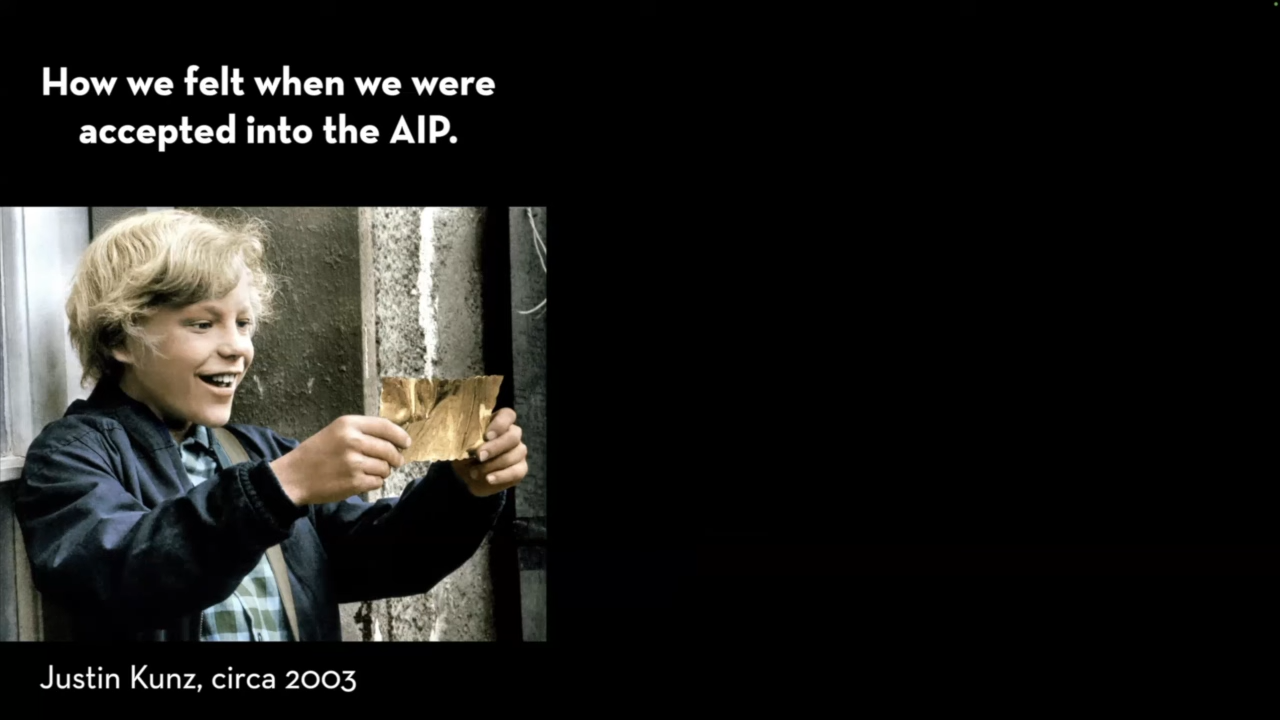 How we felt when we were
accepted into the AIP.
Justin Kunz, circa 2003